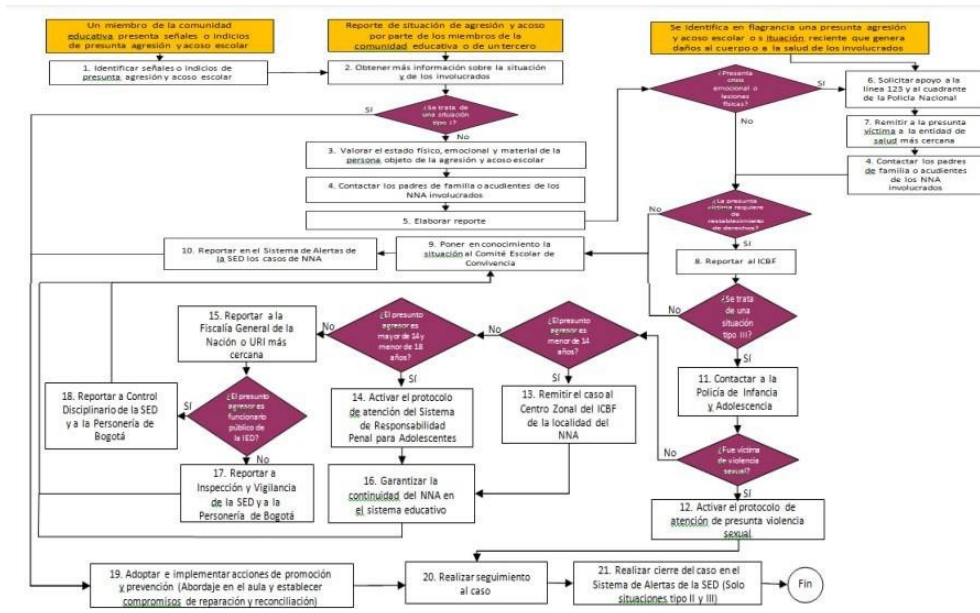 Un miembro de la comunidad
educativa presenta señales o indicios
de presunta agresión y acoso escolar
Reporte de situación de agresión y acoso
por parte de los miembros de la
comunidad educativa o de un tercero
Se identifica en flagrancia una presunta agresión
y acoso escolar o situación reciente que genera
daños al cuerpo o a la salud de los involucrados
1. Identificar señales o indicios de
presunta agresión y acoso escolar
2. Obtener más información sobre la situación
y de los involucrados
¿Presenta
crisis
emocional o
lesiones
físicas?
Sí
No
6. Solicitar apoyo a la
línea 123 y al cuadrante
de la Policía Nacional
7. Remitir a la presunta
víctima a la entidad de
salud más cercana
4. Contactar los padres
de familia o acudientes
de los NNA
involucrados
Sí
¿Se trata de
una situación
tipo I?
No
3. Valorar el estado físico, emocional y material de la
persona objeto de la agresión y acoso escolar
4. Contactar los padres de familia o acudientes de los
NNA involucrados
5. Elaborar reporte
¿La presunta
víctima requiere
de
restablecimiento
de derechos?
No
Sí
8. Reportar al ICBF
9. Poner en conocimiento la
situación al Comité Escolar de
Convivencia
10. Reportar en el Sistema de Alertas de
la SED los casos de NNA
¿Se trata
de una
situación
tipo III?
No
Sí
11. Contactar a la
Policía de Infancia
y Adolescencia
¿Fue víctima
de violencia
sexual?
No
Sí
12. Activar el protocolo de
atención de presunta violencia
sexual
¿El presunto
agresor es
menor de 14
años?
No
Sí
13. Remitir el caso al
Centro Zonal del ICBF
de la localidad del
NNA
¿El presunto
agresor es
mayor de 14 y
menor de 18
años?
No
Sí
14. Activar el protocolo
de atención del Sistema
de Responsabilidad
Penal para Adolescentes
15. Reportar a la
Fiscalía General de la
Nación o URI más
cercana
¿El presunto
agresor es
funcionario
público de
la IED?
Sí
No
18. Reportar a Control
Disciplinario de la SED
y a la Personería de
Bogotá
17. Reportar a
Inspección y Vigilancia
de la SED y a la
Personería de Bogotá
16. Garantizar la
continuidad del NNA en
el sistema educativo
19. Adoptar e implementar acciones de promoción
y prevención (Abordaje en el aula y establecer
compromisos de reparación y reconciliación)
20. Realizar seguimiento
al caso
21. Realizar cierre del caso en el
Sistema de Alertas de la SED (Solo
situaciones tipo II y III)
Fin